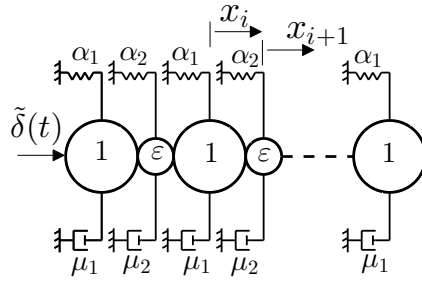 x_i
x_{i+1}
α_1 α_2 α_1 α_2 α_1
δ̃(t)
1 ε 1 ε 1
μ_1 μ_2 μ_1 μ_2 μ_1